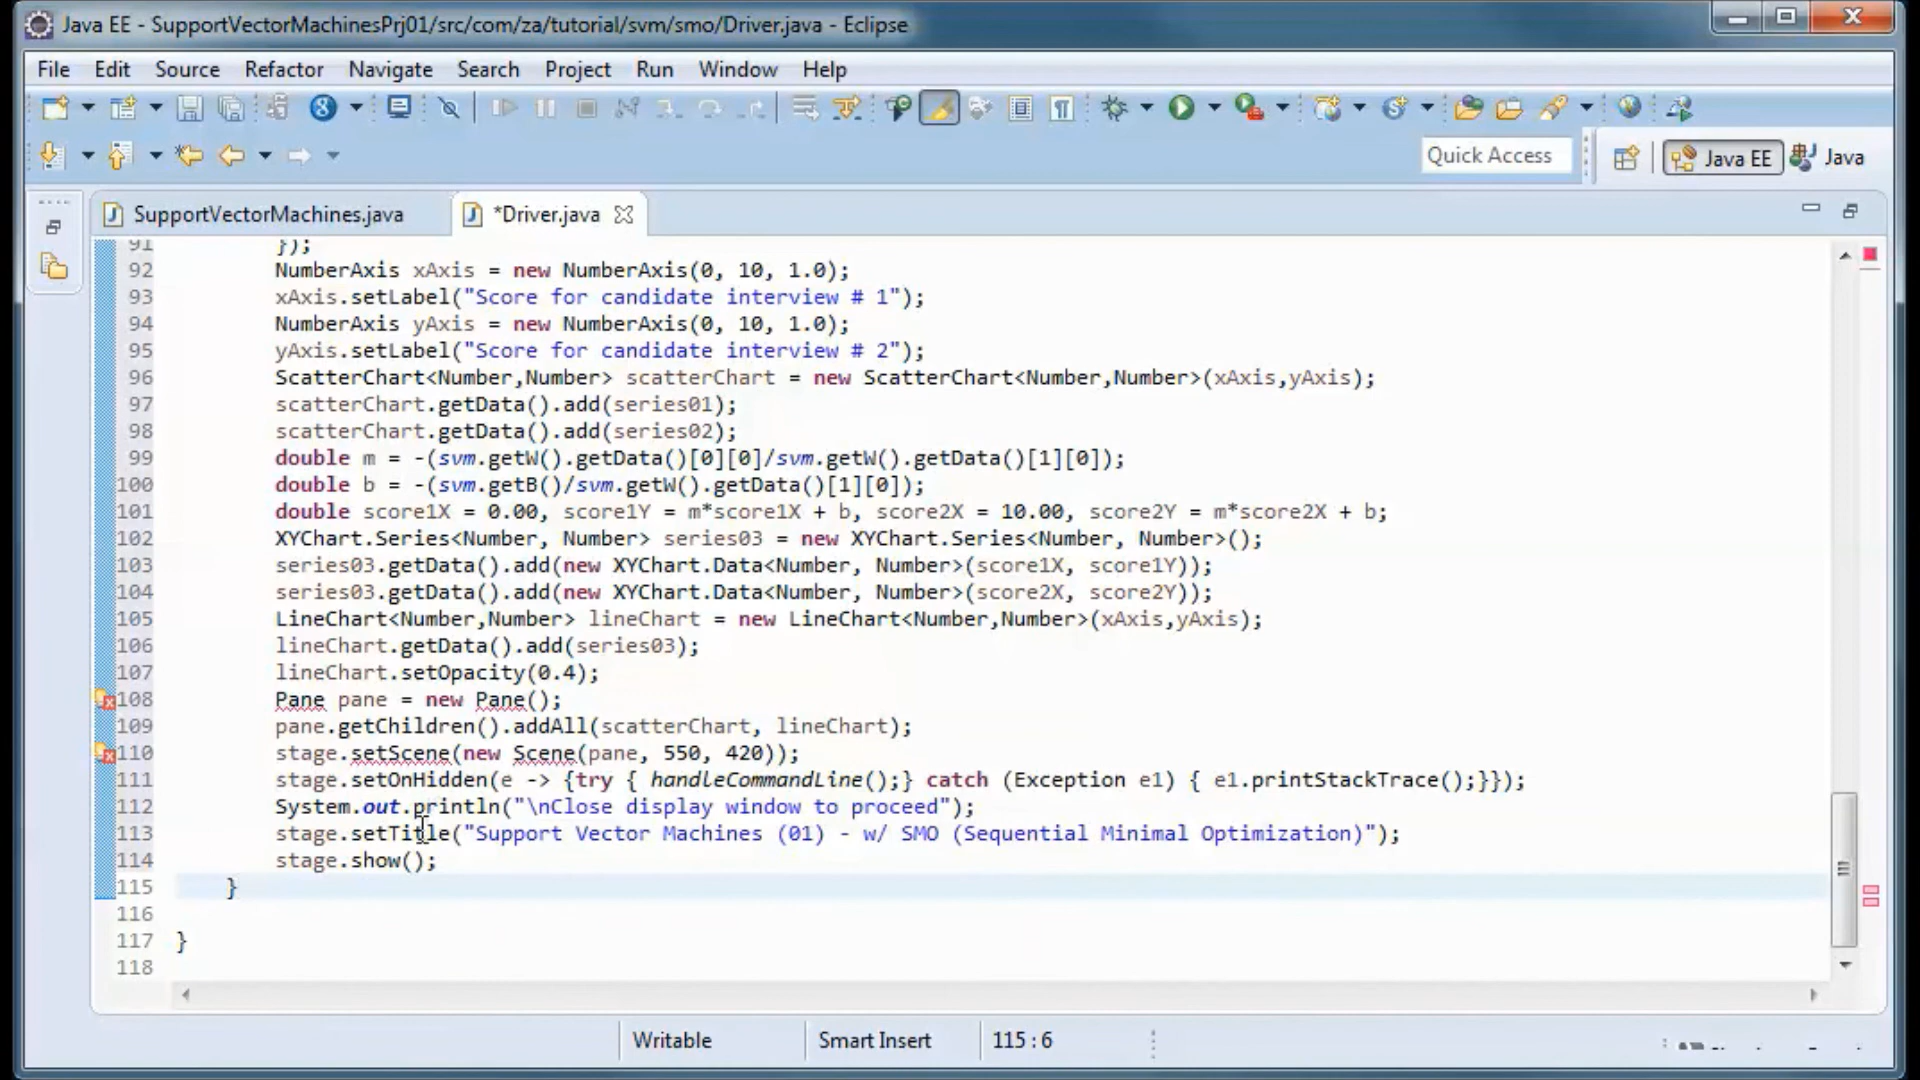 Java EE - SupportVectorMachinesPrj01/src/com/za/tutorial/svm/smo/Driver.java - Eclipse
File Edit Source Refactor Navigate Search Project Run Window Help
Quick Access
Java EE
Java
SupportVectorMachines.java
*Driver.java
91 });
92 NumberAxis xAxis = new NumberAxis(0, 10, 1.0);
93 xAxis.setLabel("Score for candidate interview # 1");
94 NumberAxis yAxis = new NumberAxis(0, 10, 1.0);
95 yAxis.setLabel("Score for candidate interview # 2");
96 ScatterChart<Number,Number> scatterChart = new ScatterChart<Number,Number>(xAxis,yAxis);
97 scatterChart.getData().add(series01);
98 scatterChart.getData().add(series02);
99 double m = -(svm.getW().getData()[0][0]/svm.getW().getData()[1][0]);
100 double b = -(svm.getB()/svm.getW().getData()[1][0]);
101 double score1X = 0.00, score1Y = m*score1X + b, score2X = 10.00, score2Y = m*score2X + b;
102 XYChart.Series<Number, Number> series03 = new XYChart.Series<Number, Number>();
103 series03.getData().add(new XYChart.Data<Number, Number>(score1X, score1Y));
104 series03.getData().add(new XYChart.Data<Number, Number>(score2X, score2Y));
105 LineChart<Number,Number> lineChart = new LineChart<Number,Number>(xAxis,yAxis);
106 lineChart.getData().add(series03);
107 lineChart.setOpacity(0.4);
108 Pane pane = new Pane();
109 pane.getChildren().addAll(scatterChart, lineChart);
110 stage.setScene(new Scene(pane, 550, 420));
111 stage.setOnHidden(e -> {try { handleCommandLine();} catch (Exception e1) { e1.printStackTrace();}});
112 System.out.println("\nClose display window to proceed");
113 stage.setTitle("Support Vector Machines (01) - w/ SMO (Sequential Minimal Optimization)");
114 stage.show();
115 }
116
117 }
118
Writable
Smart Insert
115 : 6